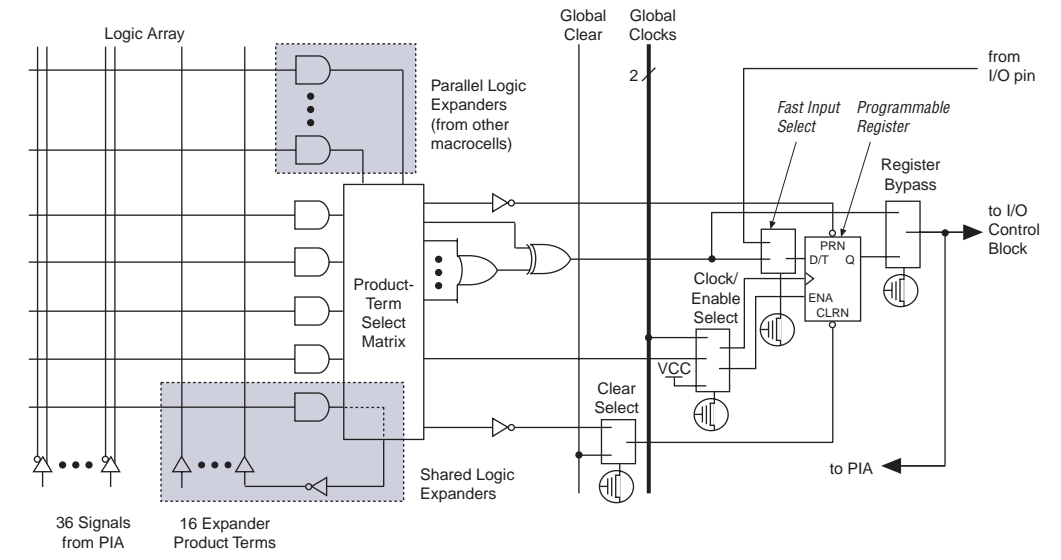 Logic Array
Global
Clear
Global
Clocks
2
from
I/O pin
Parallel Logic
Expanders
(from other
macrocells)
Fast Input
Select
Programmable
Register
Register
Bypass
to I/O
Control
Block
PRN
D/T Q
ENA
CLRN
Clock/
Enable
Select
Product-
Term
Select
Matrix
VCC
Clear
Select
to PIA
Shared Logic
Expanders
36 Signals
from PIA
16 Expander
Product Terms